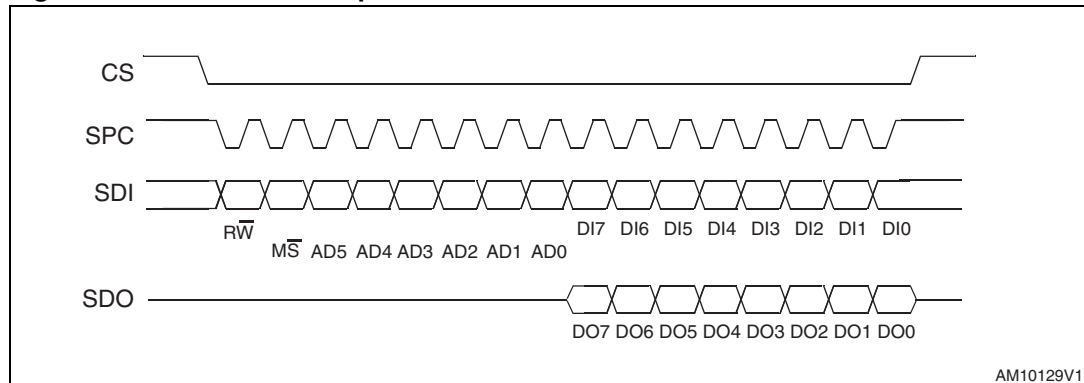 CS
SPC
SDI
RW̅ DI7 DI6 DI5 DI4 DI3 DI2 DI1 DI0
MS̅ AD5 AD4 AD3 AD2 AD1 AD0
SDO
DO7 DO6 DO5 DO4 DO3 DO2 DO1 DO0
AM10129V1